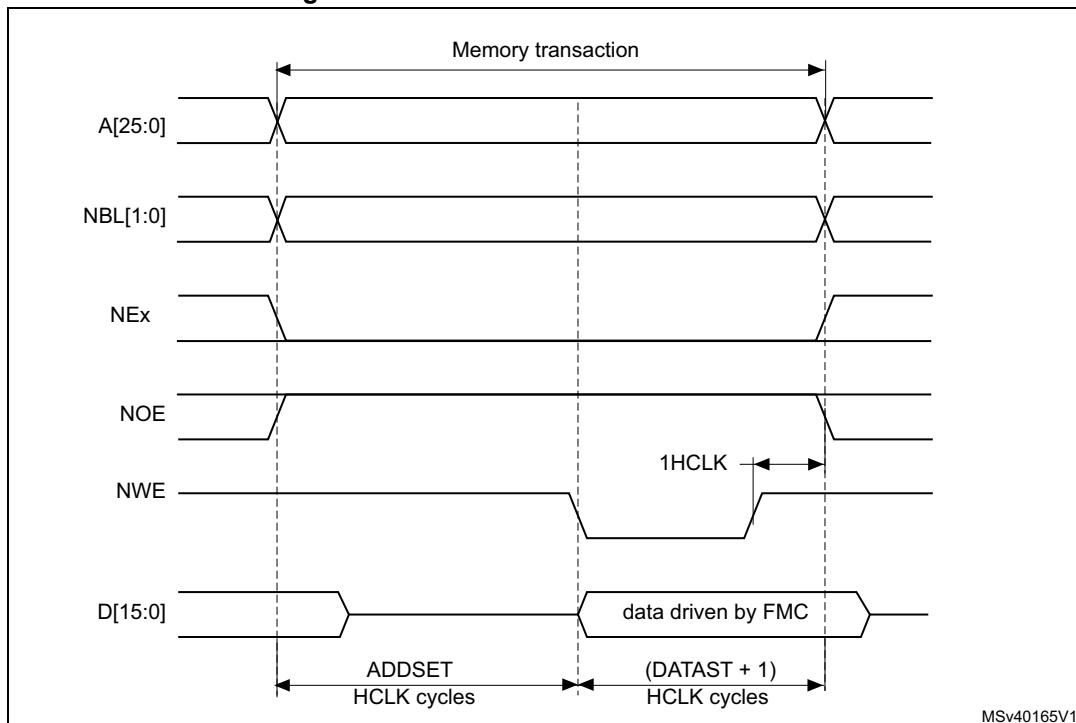 Memory transaction
A[25:0]
NBL[1:0]
NEx
NOE
1HCLK
NWE
D[15:0]
data driven by FMC
ADDSET
HCLK cycles
(DATAST + 1)
HCLK cycles
MSv40165V1